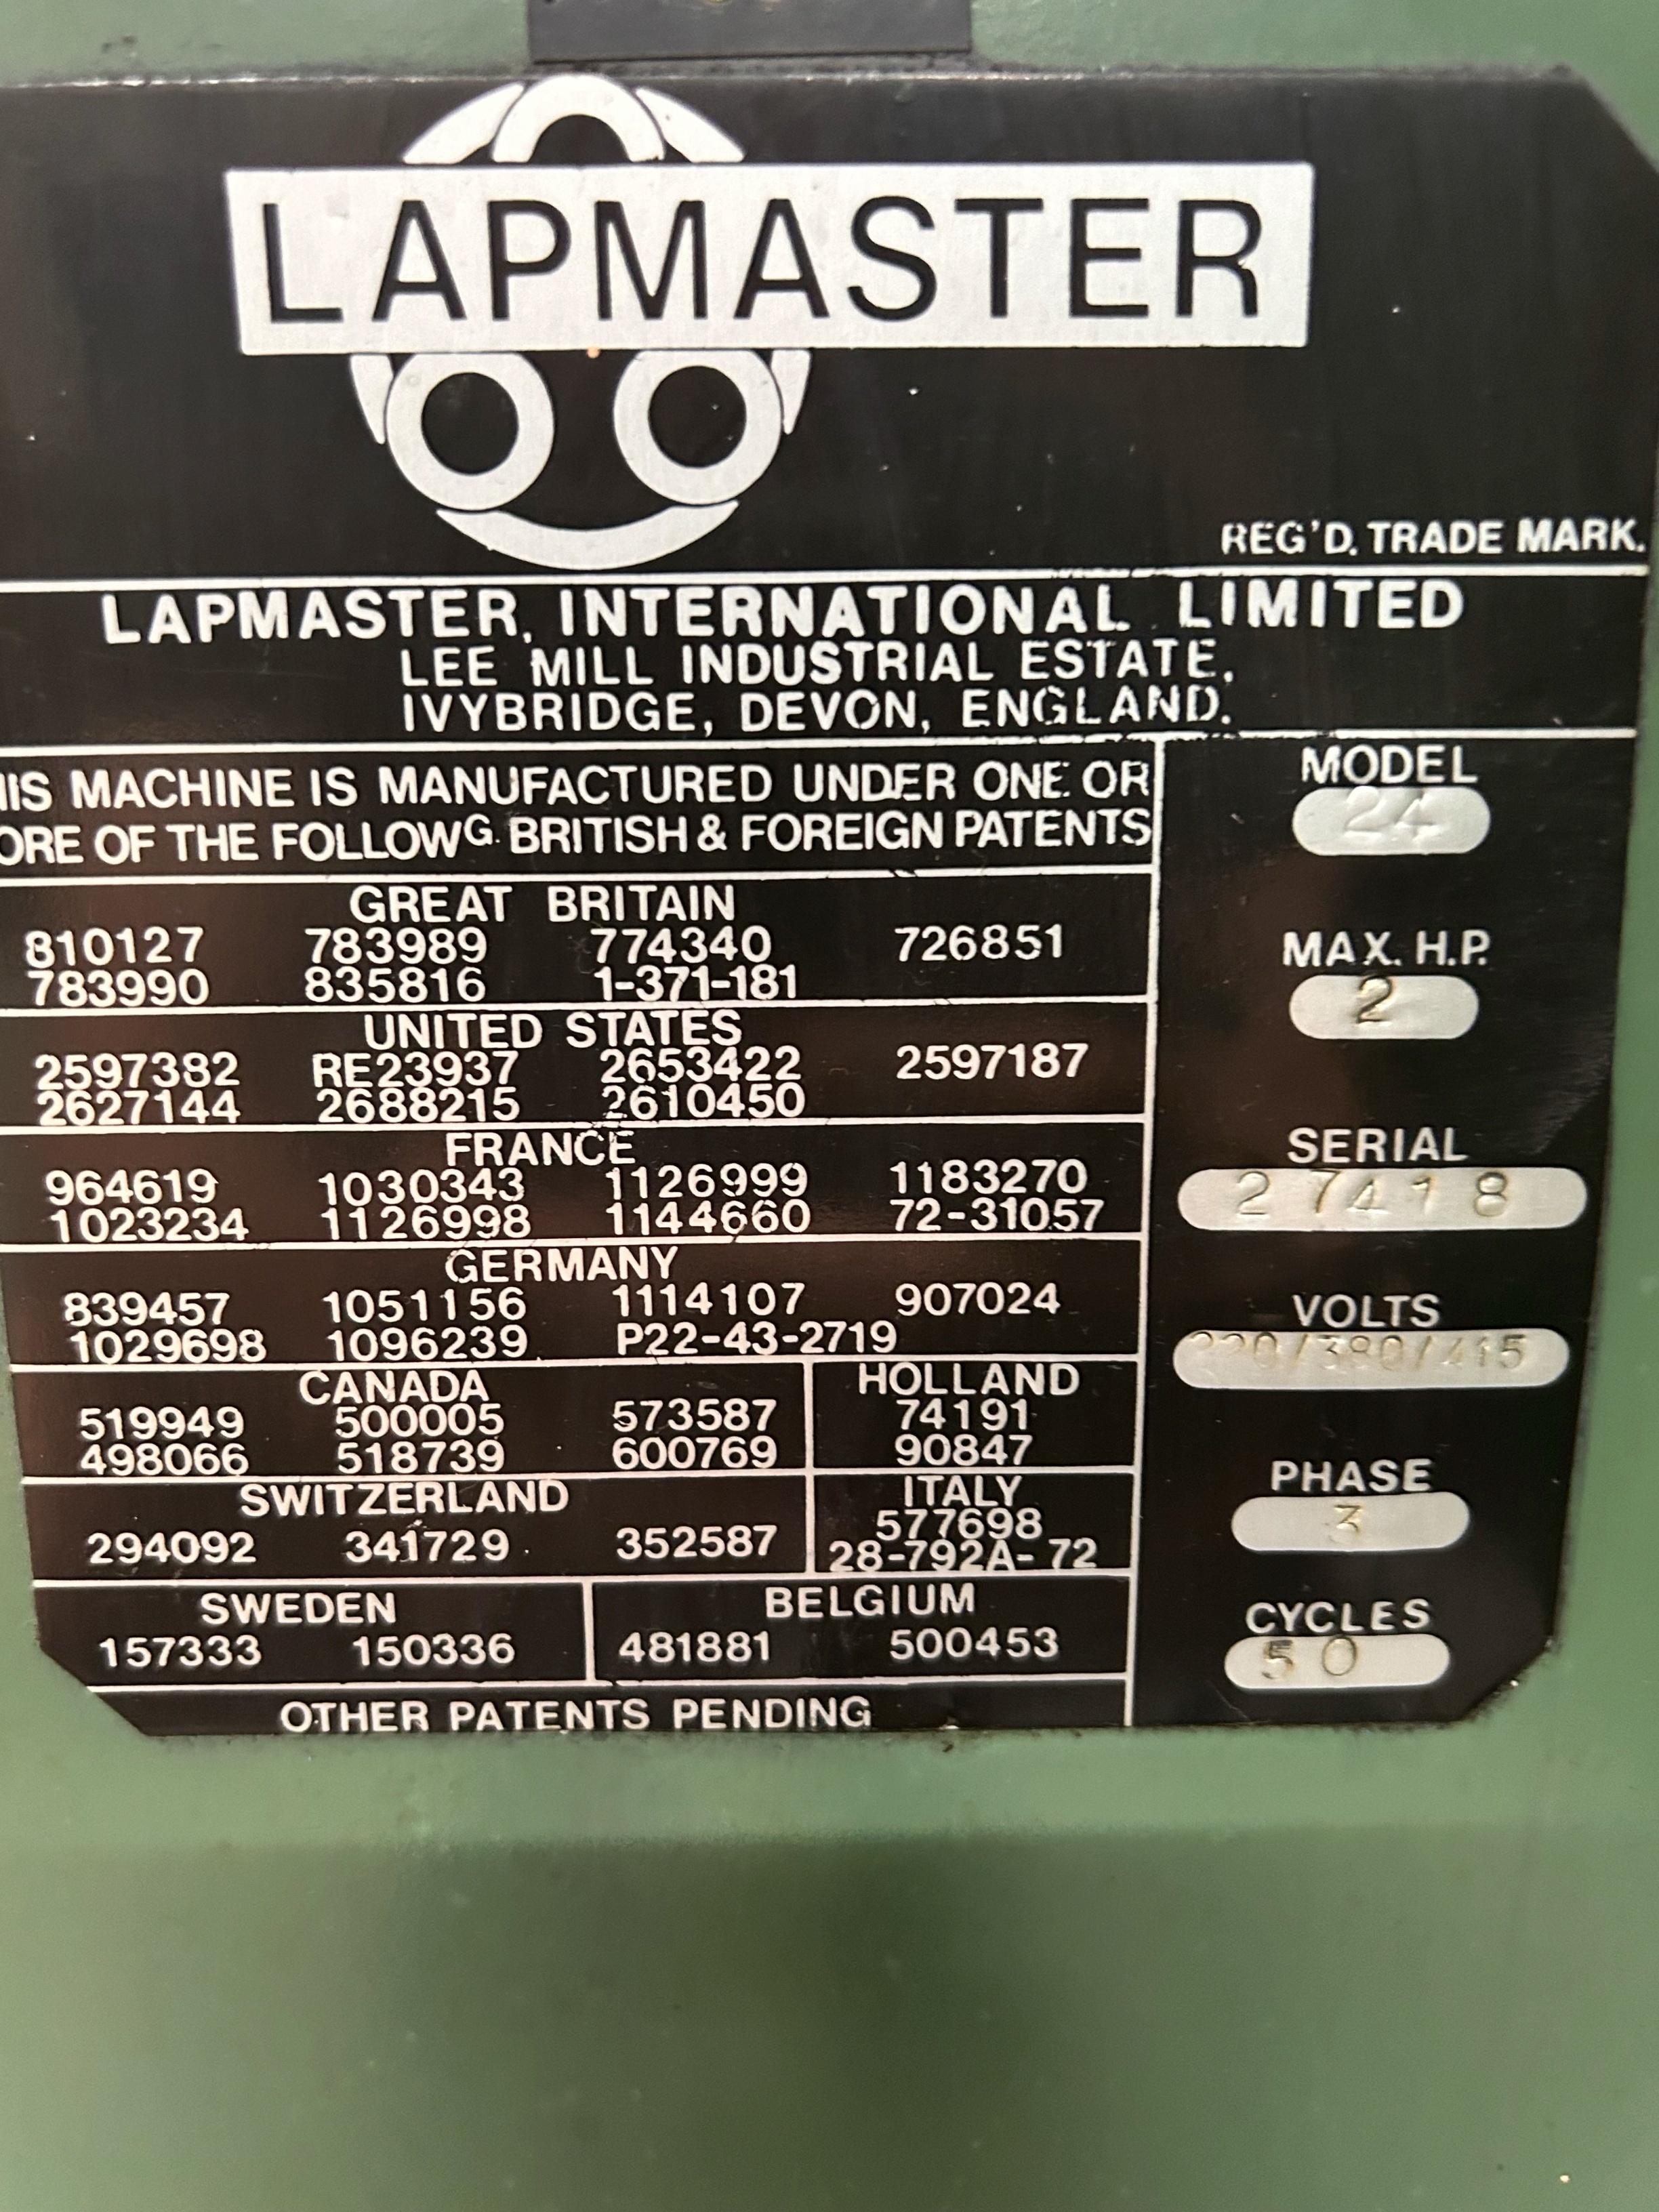 LAPMASTER
REG'D. TRADE MARK.
LAPMASTER, INTERNATIONAL LIMITED
LEE MILL INDUSTRIAL ESTATE,
IVYBRIDGE, DEVON, ENGLAND.
IS MACHINE IS MANUFACTURED UNDER ONE OR
ORE OF THE FOLLOWG. BRITISH & FOREIGN PATENTS
GREAT BRITAIN
810127 783989 774340 726851
783990 835816 1-371-181
UNITED STATES
2597382 RE23937 2653422 2597187
2627144 2688215 2610450
FRANCE
964619 1030343 1126999 1183270
1023234 1126998 1144660 72-31057
GERMANY
839457 1051156 1114107 907024
1029698 1096239 P22-43-2719
CANADA
519949 500005 573587
498066 518739 600769
HOLLAND
74191
90847
SWITZERLAND
294092 341729 352587
ITALY
577698
28-792A-72
SWEDEN
157333 150336
BELGIUM
481881 500453
OTHER PATENTS PENDING
MODEL
24
MAX. H.P.
2
SERIAL
27418
VOLTS
220/380/415
PHASE
3
CYCLES
50